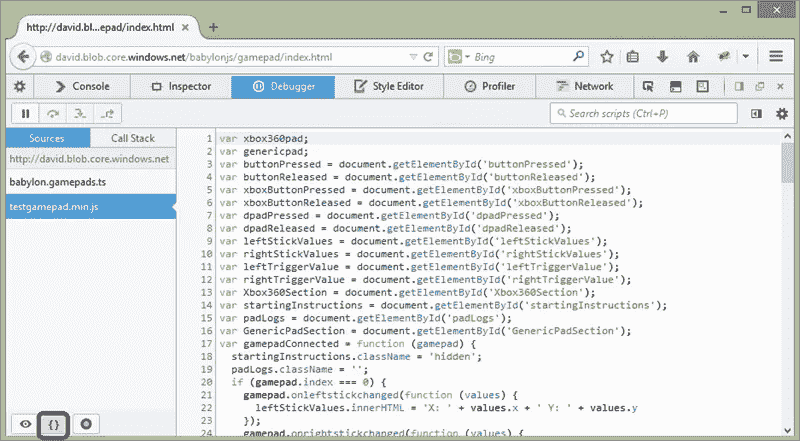 http://david.bl...epad/index.html
david.blob.core.windows.net/babylonjs/gamepad/index.html
Bing
Console
Inspector
Debugger
Style Editor
Profiler
Network
Search scripts (Ctrl+P)
Sources
Call Stack
http://david.blob.core.windows.net
babylon.gamepads.ts
testgamepad.min.js
1 var xbox360pad;
2 var genericpad;
3 var buttonPressed = document.getElementById('buttonPressed');
4 var buttonReleased = document.getElementById('buttonReleased');
5 var xboxButtonPressed = document.getElementById('xboxButtonPressed');
6 var xboxButtonReleased = document.getElementById('xboxButtonReleased');
7 var dpadPressed = document.getElementById('dpadPressed');
8 var dpadReleased = document.getElementById('dpadReleased');
9 var leftStickValues = document.getElementById('leftStickValues');
10 var rightStickValues = document.getElementById('rightStickValues');
11 var leftTriggerValue = document.getElementById('leftTriggerValue');
12 var rightTriggerValue = document.getElementById('rightTriggerValue');
13 var Xbox360Section = document.getElementById('Xbox360Section');
14 var startingInstructions = document.getElementById('startingInstructions');
15 var padLogs = document.getElementById('padLogs');
16 var GenericPadSection = document.getElementById('GenericPadSection');
17 var gamepadConnected = function (gamepad) {
18 startingInstructions.className = 'hidden';
19 padLogs.className = '';
20 if (gamepad.index === 0) {
21 gamepad.onleftstickchanged(function (values) {
22 leftStickValues.innerHTML = 'X: ' + values.x + ' Y: ' + values.y
23 });
24 gamepad.onrightstickchanged(function (values) {
{}